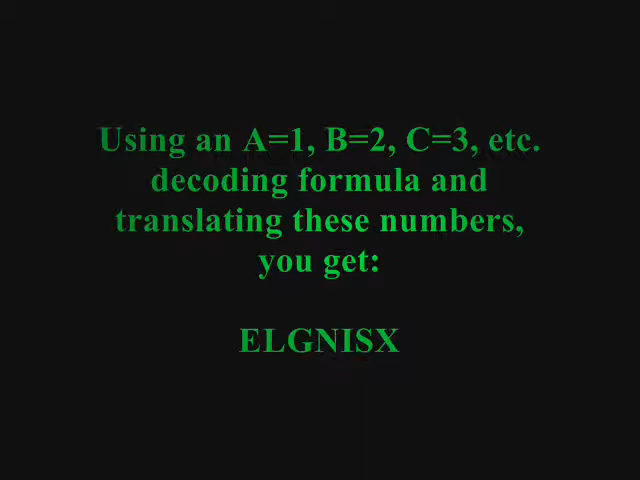 Using an A=1, B=2, C=3, etc.
decoding formula and
translating these numbers,
you get:
ELGNISX